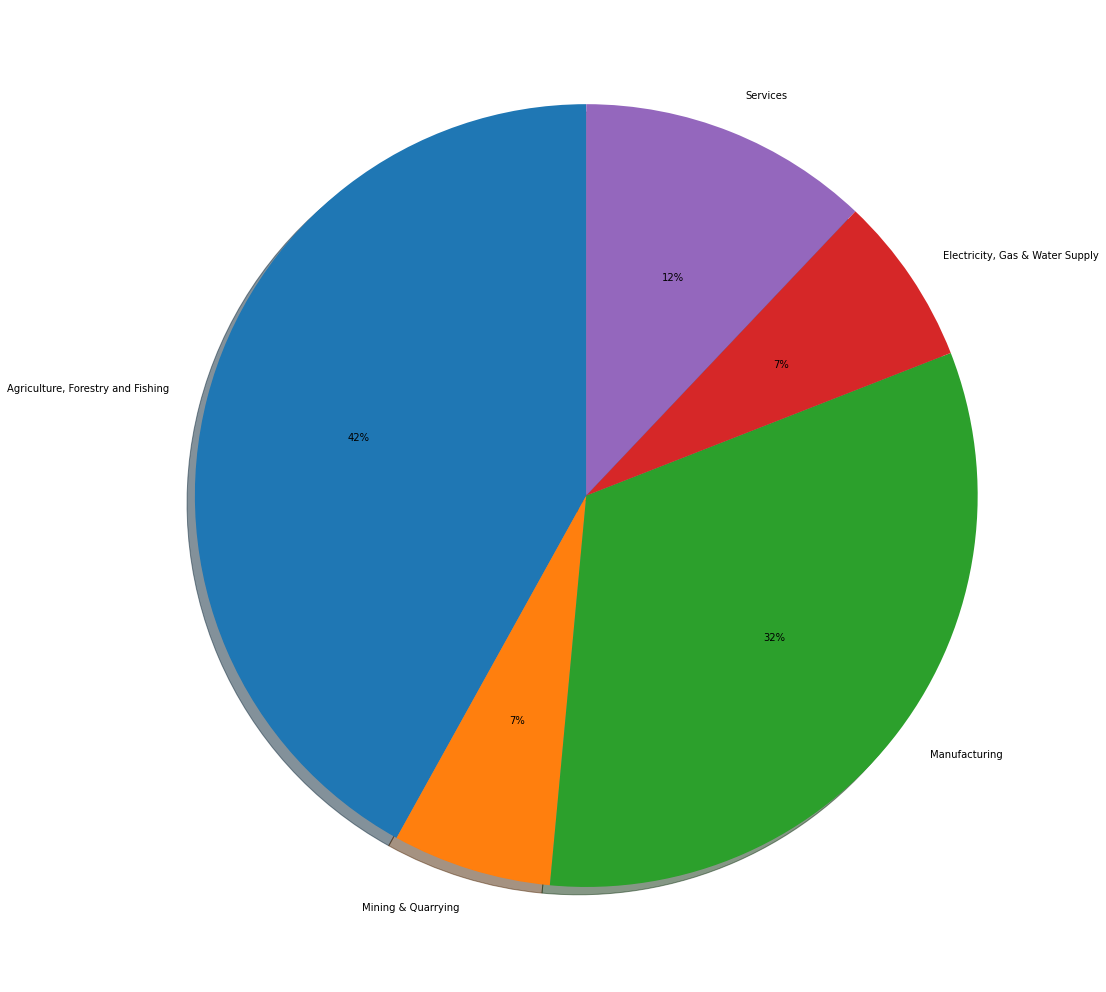 Services
Electricity, Gas & Water Supply
12%
7%
Agriculture, Forestry and Fishing
42%
32%
7%
Manufacturing
Mining & Quarrying